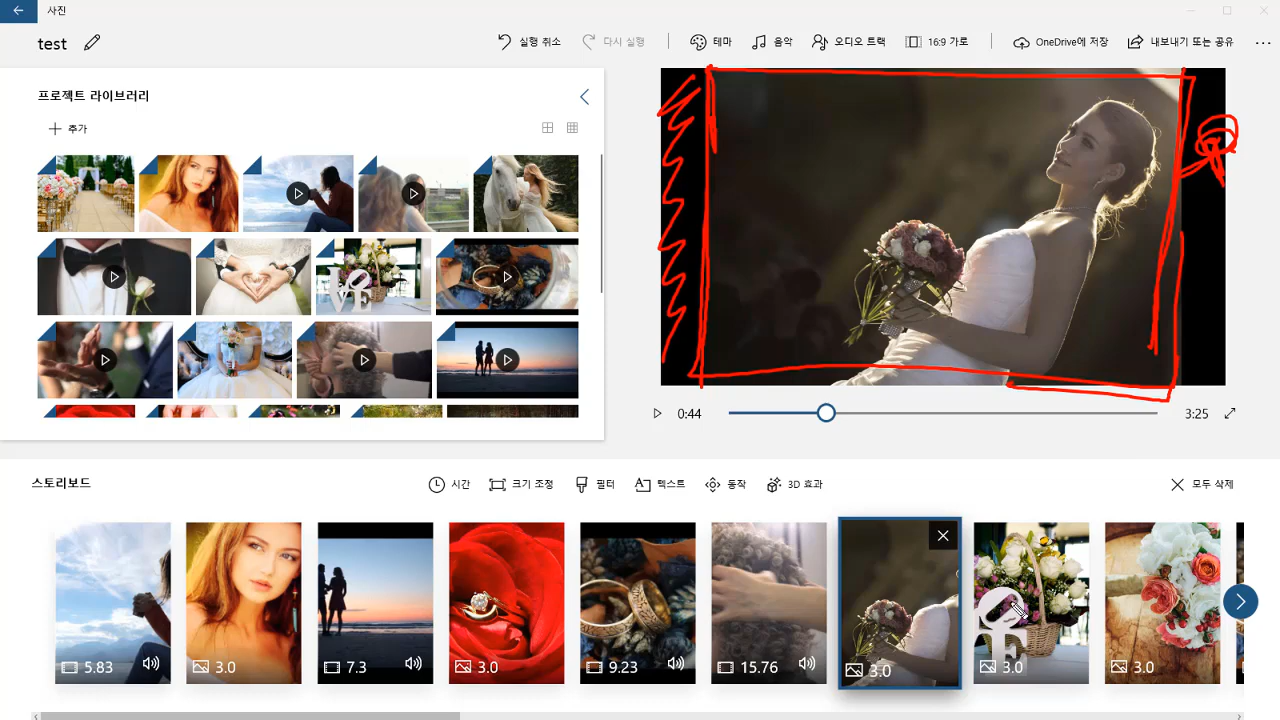 사진
test
실행 취소
다시 실행
테마
음악
오디오 트랙
16:9 가로
OneDrive에 저장
내보내기 또는 공유
프로젝트 라이브러리
추가
0:44
3:25
스토리보드
시간
크기 조정
필터
텍스트
동작
3D 효과
모두 삭제
5.83
3.0
7.3
3.0
9.23
15.76
3.0
3.0
3.0